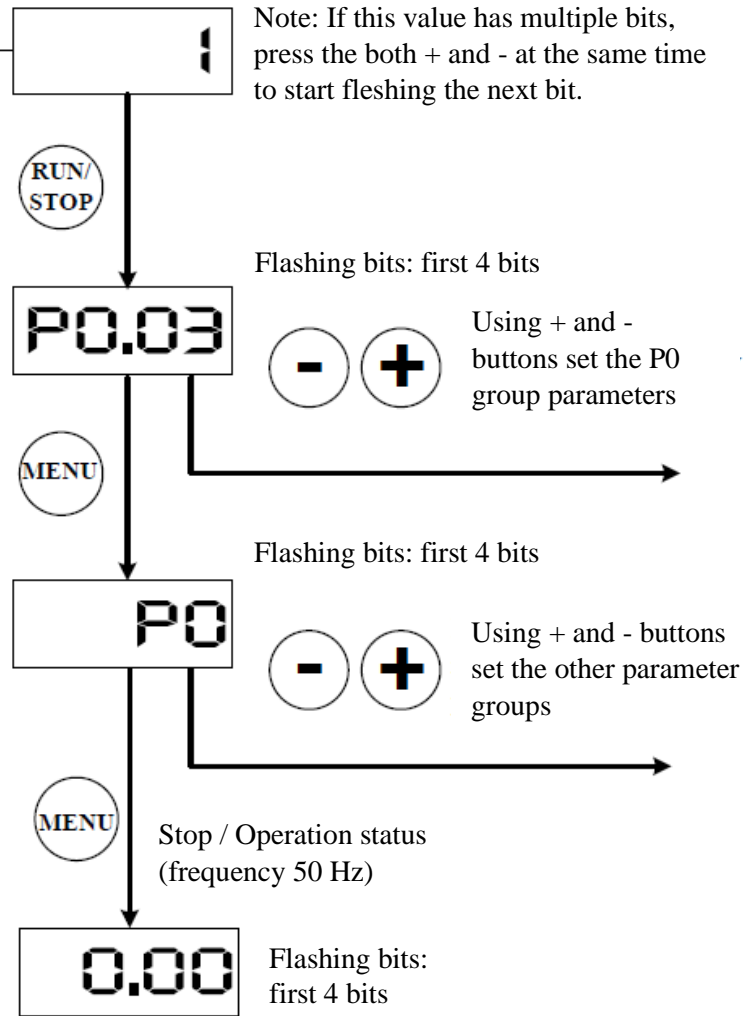 1
Note: If this value has multiple bits,
press the both + and - at the same time
to start fleshing the next bit.
RUN/
STOP
Flashing bits: first 4 bits
P0.03
- +
Using + and -
buttons set the P0
group parameters
MENU
Flashing bits: first 4 bits
P0
- +
Using + and - buttons
set the other parameter
groups
MENU
Stop / Operation status
(frequency 50 Hz)
0.00
Flashing bits:
first 4 bits